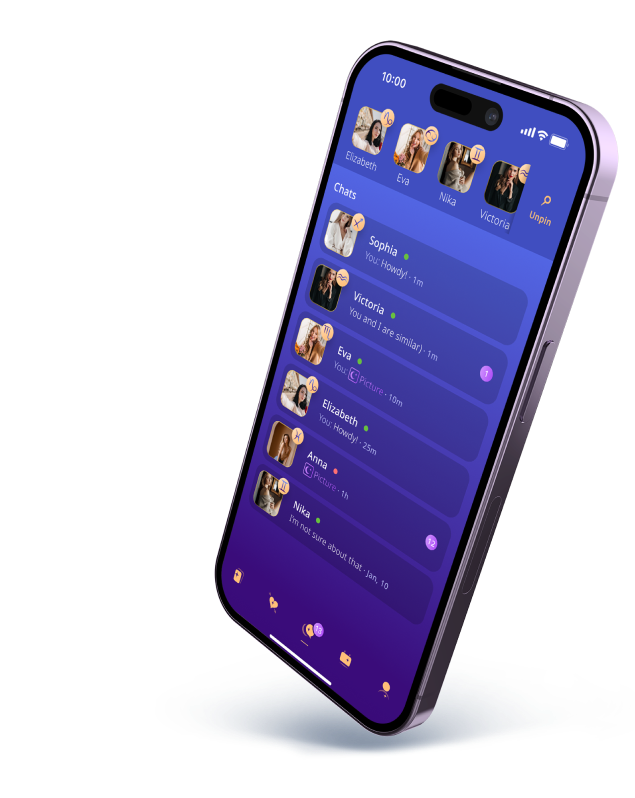 10:00
Elizabeth
Eva
Nika
Victoria
Unpin
Chats
Sophia
You: Howdy! · 1m
Victoria
You and I are similar) · 1m
1
Eva
You: Picture · 10m
Elizabeth
You: Howdy! · 25m
Anna
Picture · 1h
12
Nika
I'm not sure about that · Jan, 10
13